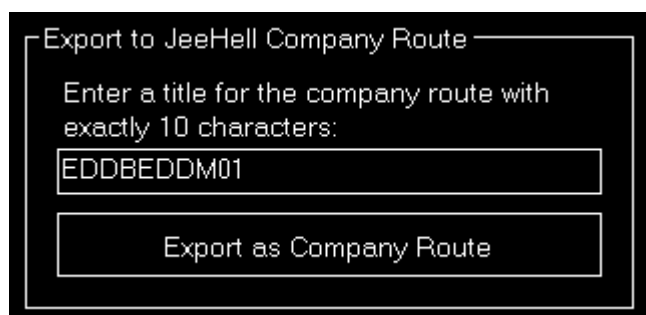 Export to JeeHell Company Route
Enter a title for the company route with
exactly 10 characters:
EDDBEDDM01
Export as Company Route